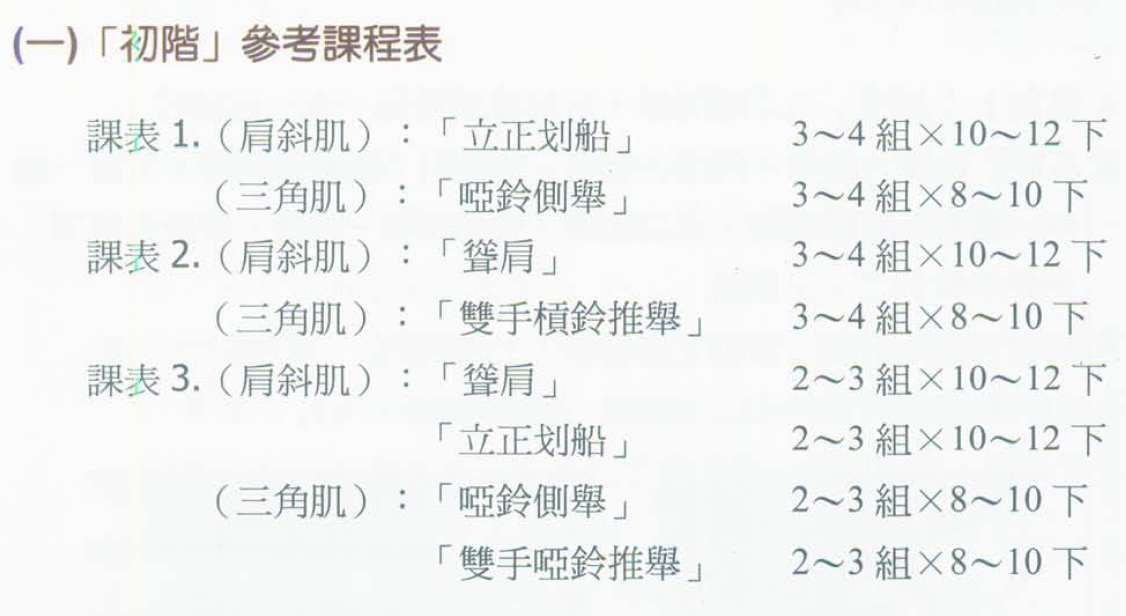 (一)「初階」參考課程表
課表 1.（肩斜肌）：「立正划船」 3～4 組×10～12 下
（三角肌）：「啞鈴側舉」 3～4 組×8～10 下
課表 2.（肩斜肌）：「聳肩」 3～4 組×10～12 下
（三角肌）：「雙手槓鈴推舉」 3～4 組×8～10 下
課表 3.（肩斜肌）：「聳肩」 2～3 組×10～12 下
「立正划船」 2～3 組×10～12 下
（三角肌）：「啞鈴側舉」 2～3 組×8～10 下
「雙手啞鈴推舉」 2～3 組×8～10 下